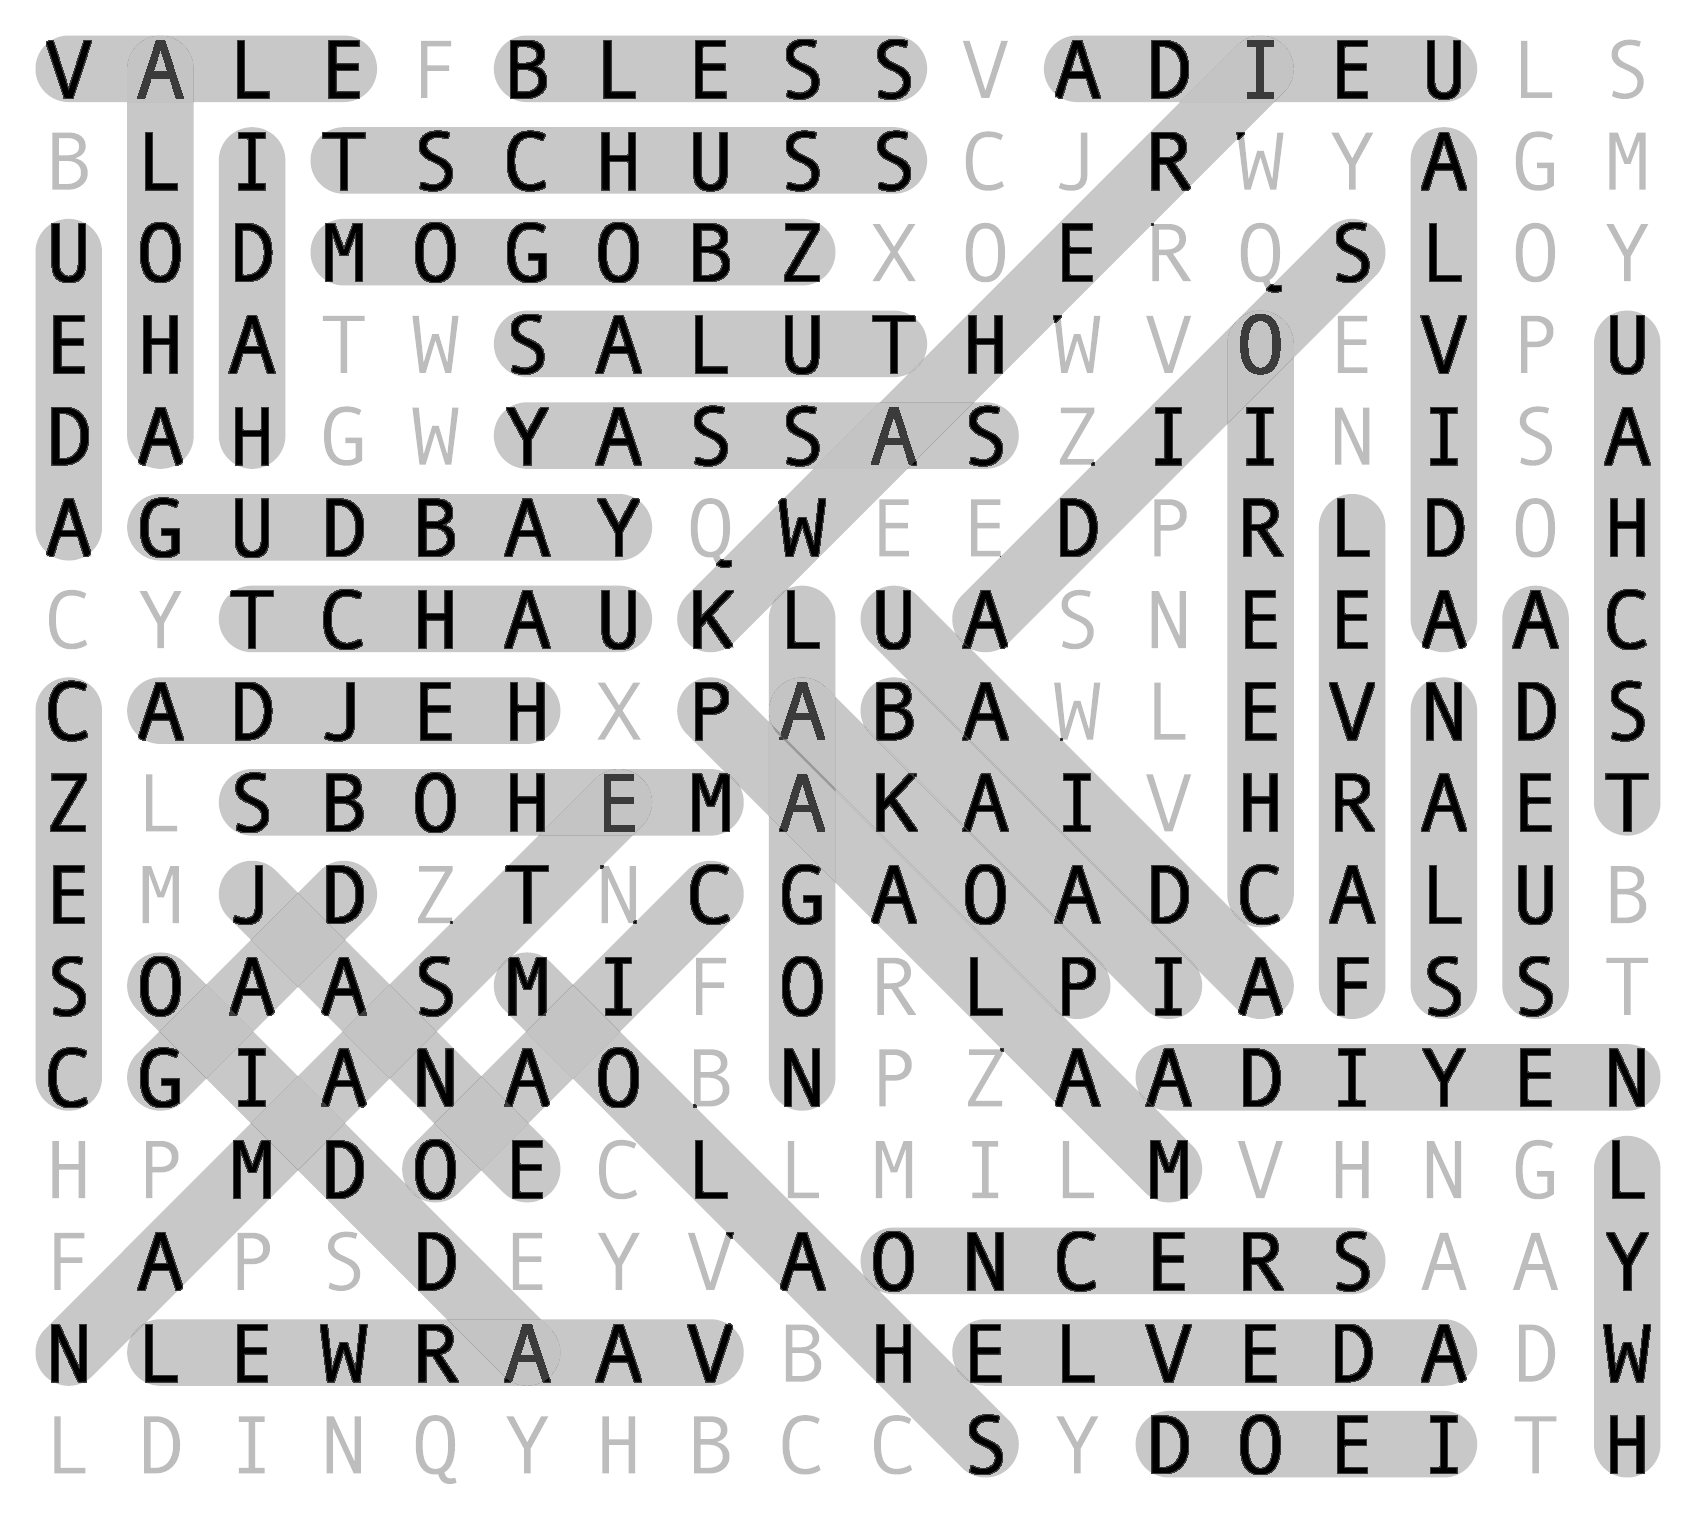 V A L E F B L E S S V A D I E U L S
B L I T S C H U S S C J R W Y A G M
U O D M O G O B Z X O E R Q S L O Y
E H A T W S A L U T H W V O E V P U
D A H G W Y A S S A S Z I I N I S A
A G U D B A Y Q W E E D P R L D O H
C Y T C H A U K L U A S N E E A A C
C A D J E H X P A B A W L E V N D S
Z L S B O H E M A K A I V H R A E T
E M J D Z T N C G A O A D C A L U B
S O A A S M I F O R L P I A F S S T
C G I A N A O B N P Z A A D I Y E N
H P M D O E C L L M I L M V H N G L
F A P S D E Y V A O N C E R S A A Y
N L E W R A A V B H E L V E D A D W
L D I N Q Y H B C C S Y D O E I T H